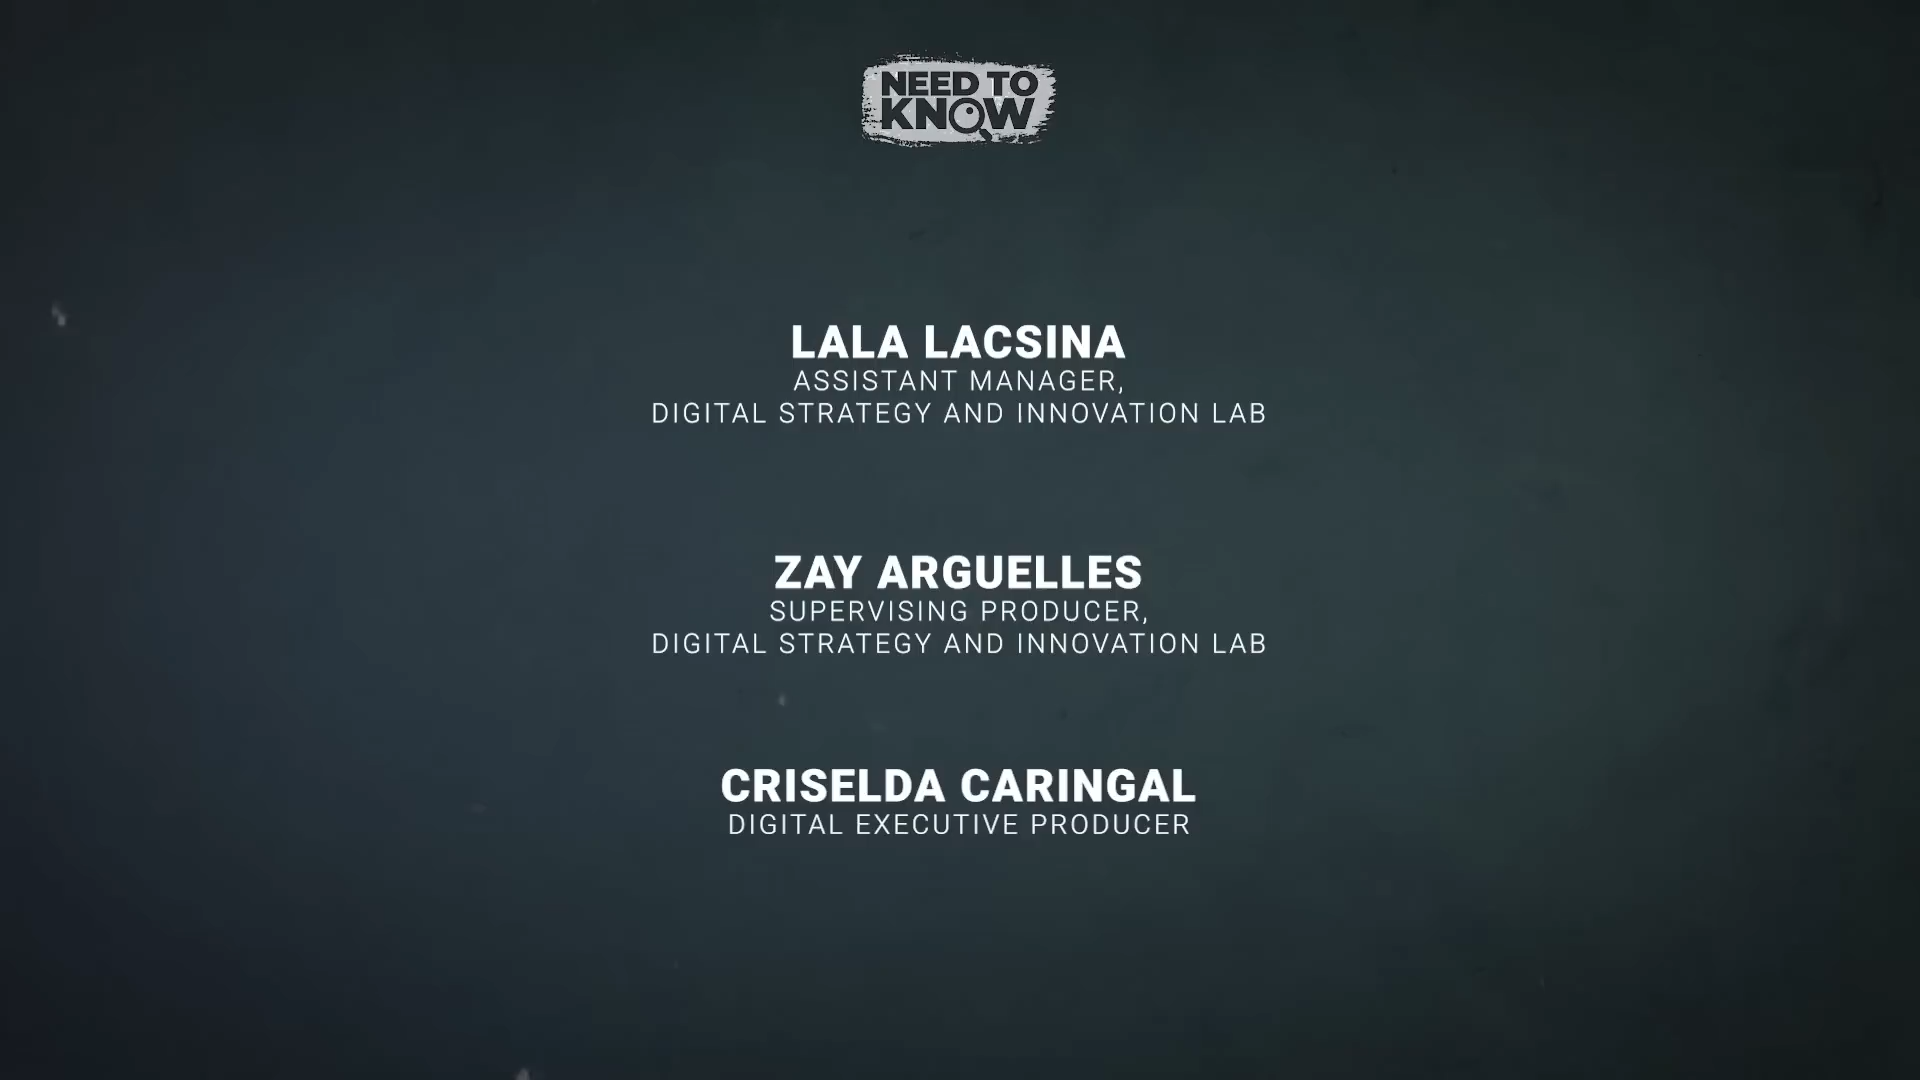 NEED TO
KNOW
LALA LACSINA
ASSISTANT MANAGER,
DIGITAL STRATEGY AND INNOVATION LAB
ZAY ARGUELLES
SUPERVISING PRODUCER,
DIGITAL STRATEGY AND INNOVATION LAB
CRISELDA CARINGAL
DIGITAL EXECUTIVE PRODUCER